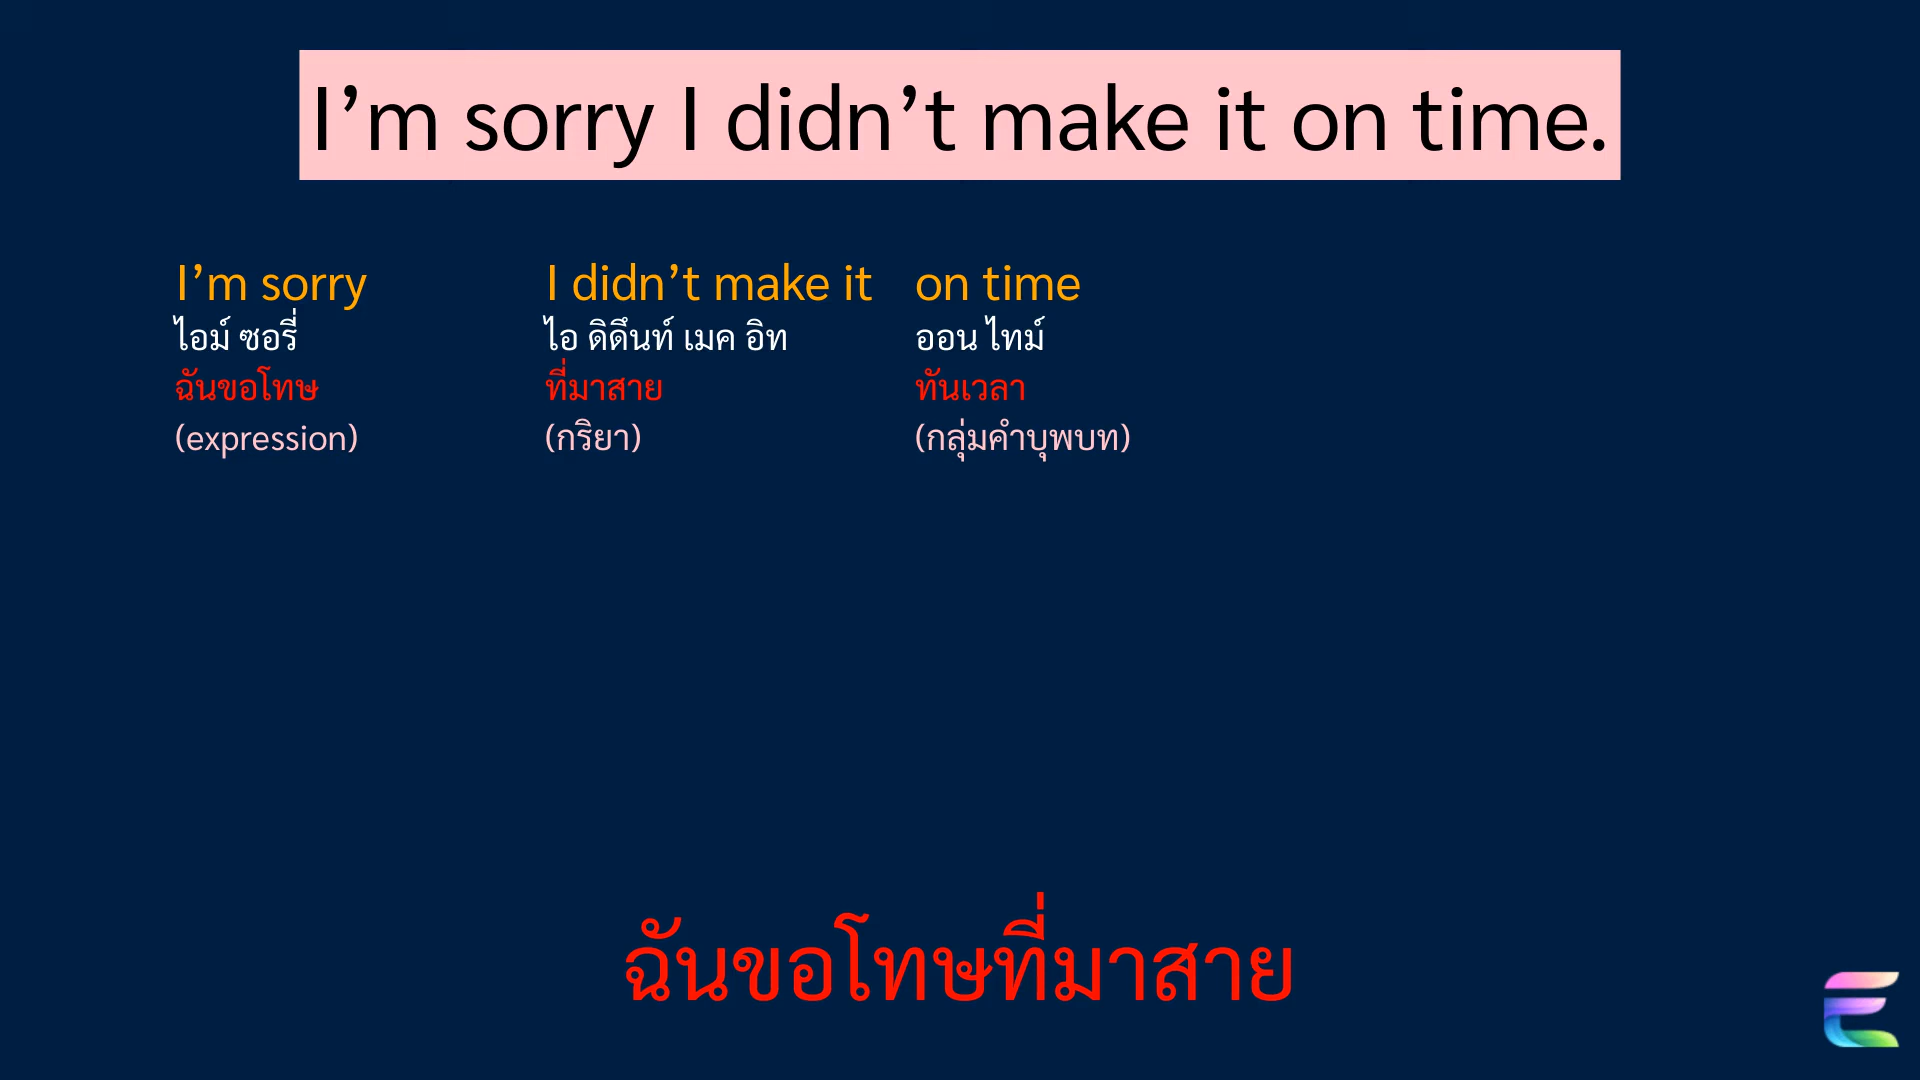 I’m sorry I didn’t make it on time.
I’m sorry
ไอม์ ซอรี่
ฉันขอโทษ
(expression)
I didn’t make it
ไอ ดิดึนท์ เมค อิท
ที่มาสาย
(กริยา)
on time
ออน ไทม์
ทันเวลา
(กลุ่มคำบุพบท)
ฉันขอโทษที่มาสาย